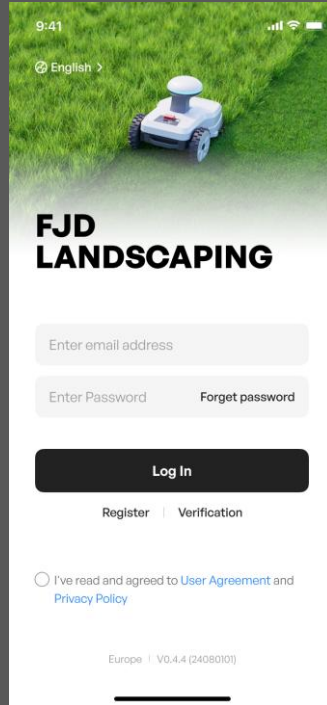 9:41
English >
FJD
LANDSCAPING
Enter email address
Enter Password Forget password
Log In
Register | Verification
I've read and agreed to User Agreement and
Privacy Policy
Europe | V0.4.4 (24080101)